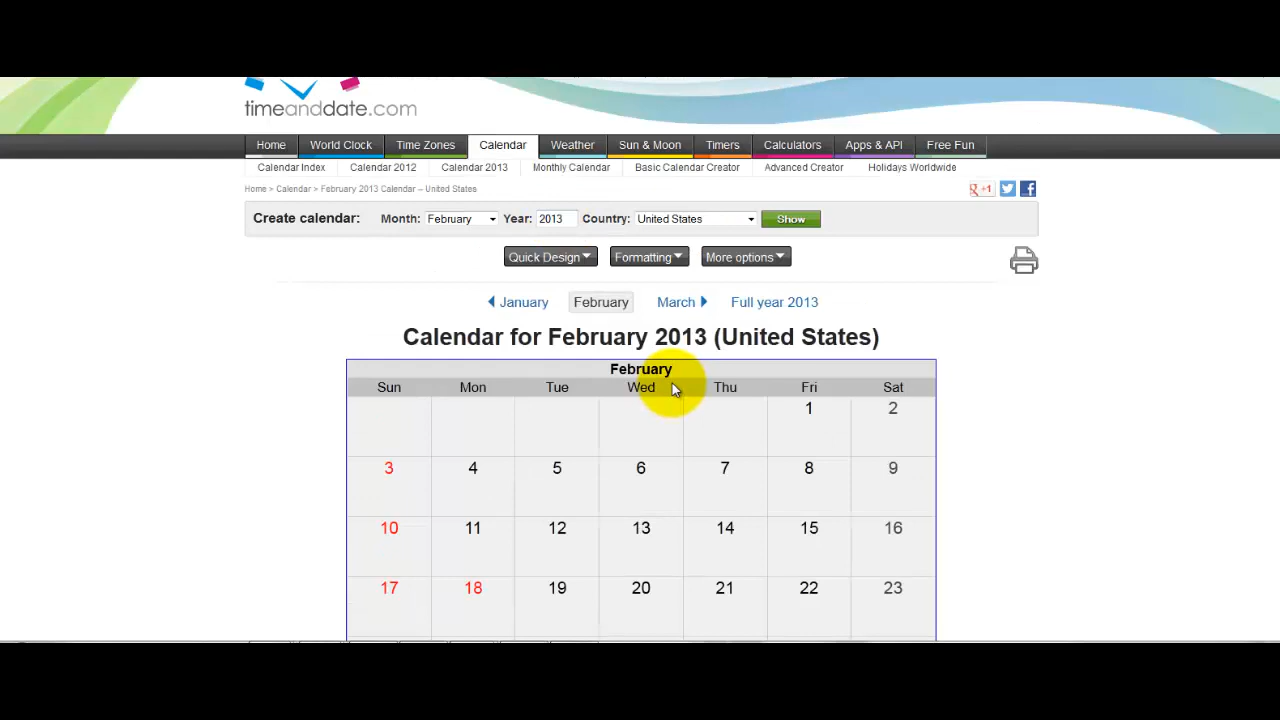 timeanddate.com
Home World Clock Time Zones Calendar Weather Sun & Moon Timers Calculators Apps & API Free Fun
Calendar Index Calendar 2012 Calendar 2013 Monthly Calendar Basic Calendar Creator Advanced Creator Holidays Worldwide
Home > Calendar > February 2013 Calendar – United States
g +1
Create calendar: Month: February Year: 2013 Country: United States Show
Quick Design Formatting More options
January February March Full year 2013
Calendar for February 2013 (United States)
February
Sun Mon Tue Wed Thu Fri Sat
1 2
3 4 5 6 7 8 9
10 11 12 13 14 15 16
17 18 19 20 21 22 23